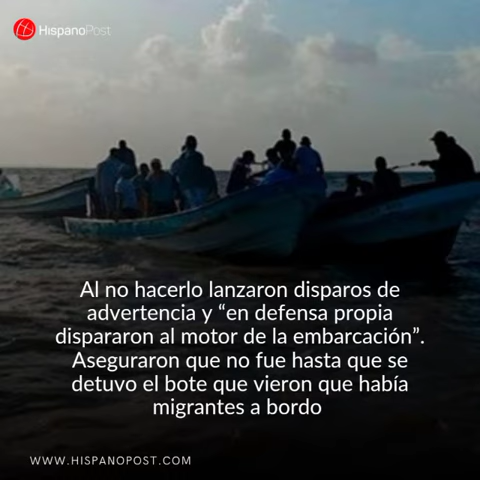 HispanoPost
Al no hacerlo lanzaron disparos de
advertencia y “en defensa propia
dispararon al motor de la embarcación”.
Aseguraron que no fue hasta que se
detuvo el bote que vieron que había
migrantes a bordo
WWW.HISPANOPOST.COM